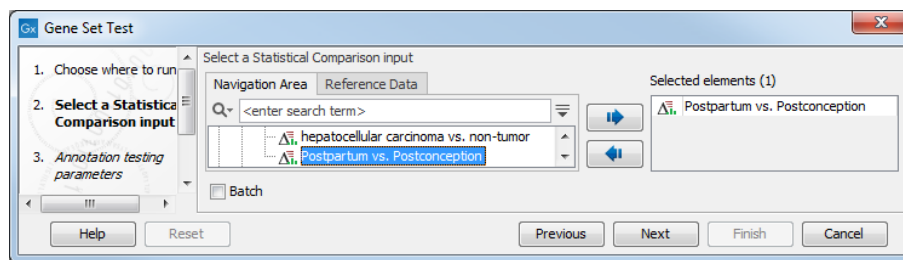 Gx Gene Set Test
1. Choose where to run
2. Select a Statistica
Comparison input
3. Annotation testing
parameters
Select a Statistical Comparison input
Navigation Area Reference Data
<enter search term>
hepatocellular carcinoma vs. non-tumor
Postpartum vs. Postconception
Batch
Selected elements (1)
Postpartum vs. Postconception
Help Reset Previous Next Finish Cancel